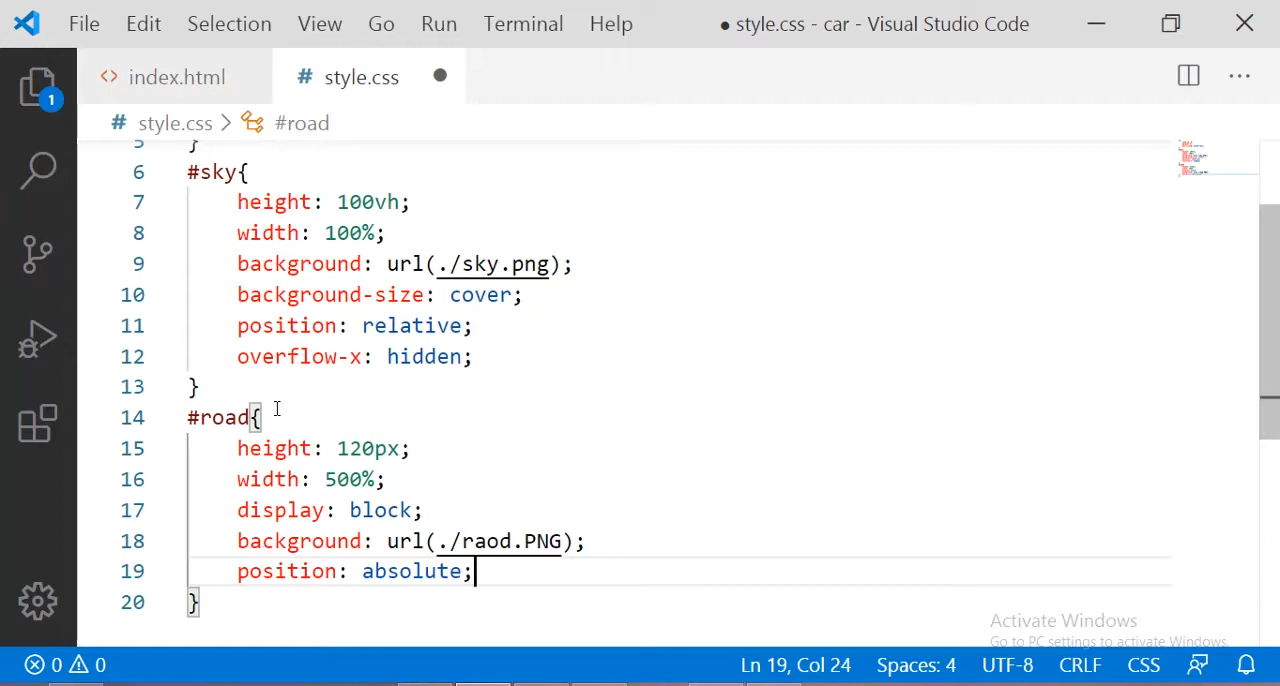 File Edit Selection View Go Run Terminal Help ● style.css - car - Visual Studio Code
index.html # style.css
# style.css > #road
1
5 }
6 #sky{
7 height: 100vh;
8 width: 100%;
9 background: url(./sky.png);
10 background-size: cover;
11 position: relative;
12 overflow-x: hidden;
13 }
14 #road{
15 height: 120px;
16 width: 500%;
17 display: block;
18 background: url(./raod.PNG);
19 position: absolute;
20 }
Activate Windows
Go to PC settings to activate Windows.
0 0 Ln 19, Col 24 Spaces: 4 UTF-8 CRLF CSS